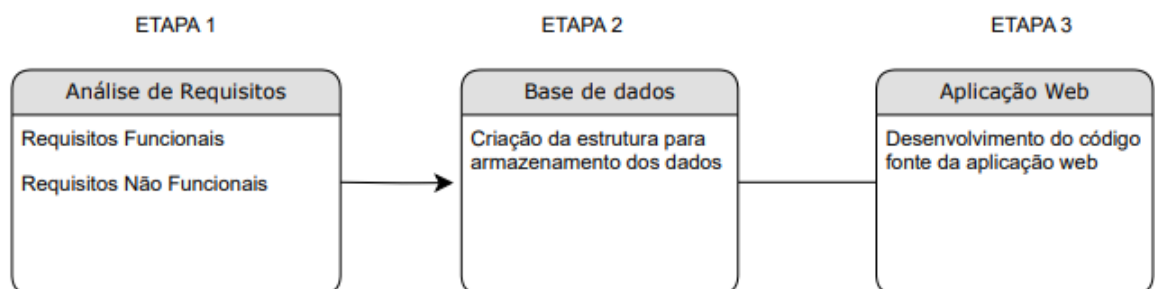 ETAPA 1
ETAPA 2
ETAPA 3
Análise de Requisitos
Requisitos Funcionais
Requisitos Não Funcionais
Base de dados
Criação da estrutura para
armazenamento dos dados
Aplicação Web
Desenvolvimento do código
fonte da aplicação web